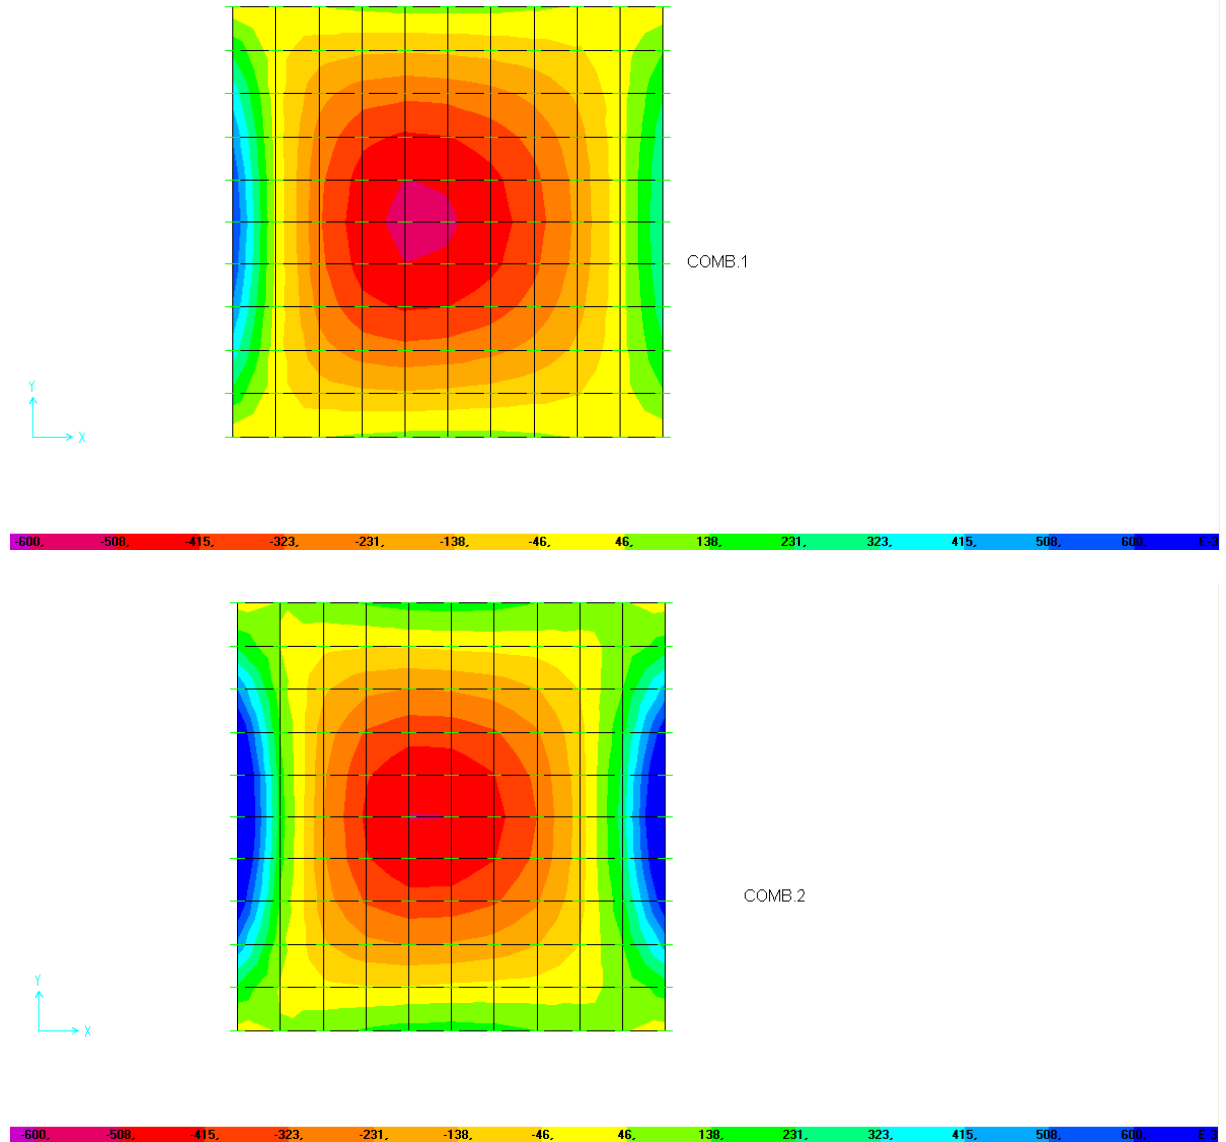 COMB.1
Y
X
-600, -508, -415, -323, -231, -138, -46, 46, 138, 231, 323, 415, 508, 600, E-3
COMB.2
Y
X
-600, -508, -415, -323, -231, -138, -46, 46, 138, 231, 323, 415, 508, 600, E-3